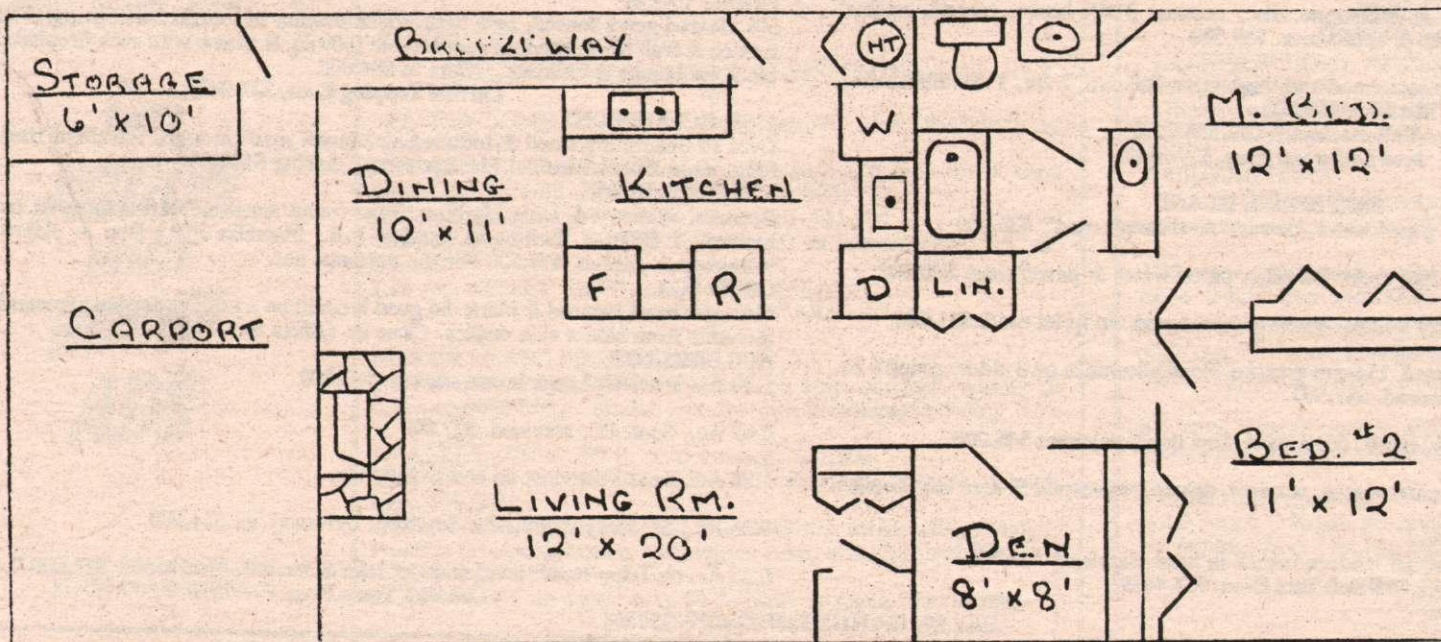 STORAGE
6' X 10'
HT
W
M.
12' X 12'
DINING
10' X 11'
KITCHEN
F
R
D
LIN.
CARPORT
BED. #2
11' X 12'
LIVING RM.
12' X 20'
DEN
8' X 8'